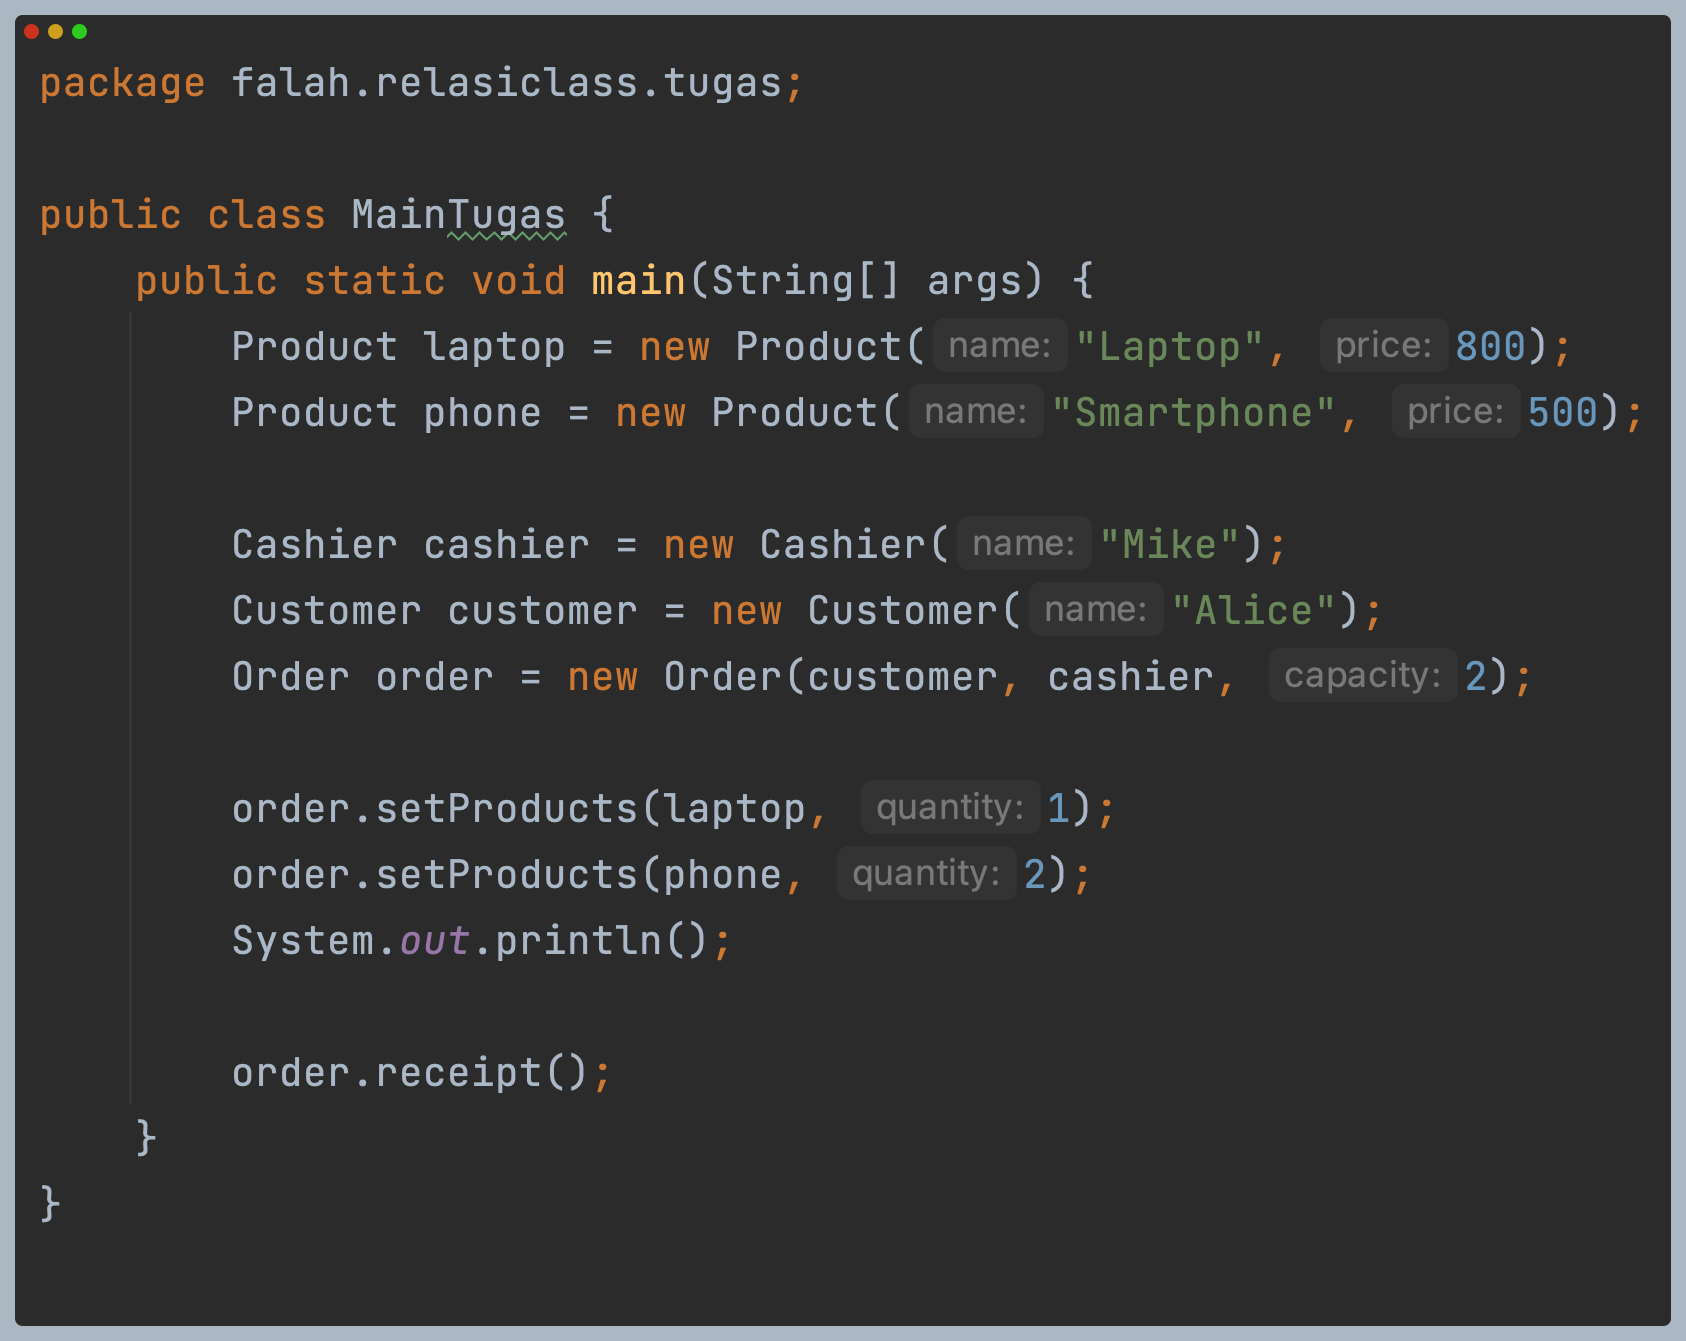 package falah.relasiclass.tugas;
public class MainTugas {
public static void main(String[] args) {
Product laptop = new Product( name: "Laptop", price: 800);
Product phone = new Product( name: "Smartphone", price: 500);
Cashier cashier = new Cashier( name: "Mike");
Customer customer = new Customer( name: "Alice");
Order order = new Order(customer, cashier, capacity: 2);
order.setProducts(laptop, quantity: 1);
order.setProducts(phone, quantity: 2);
System.out.println();
order.receipt();
}
}